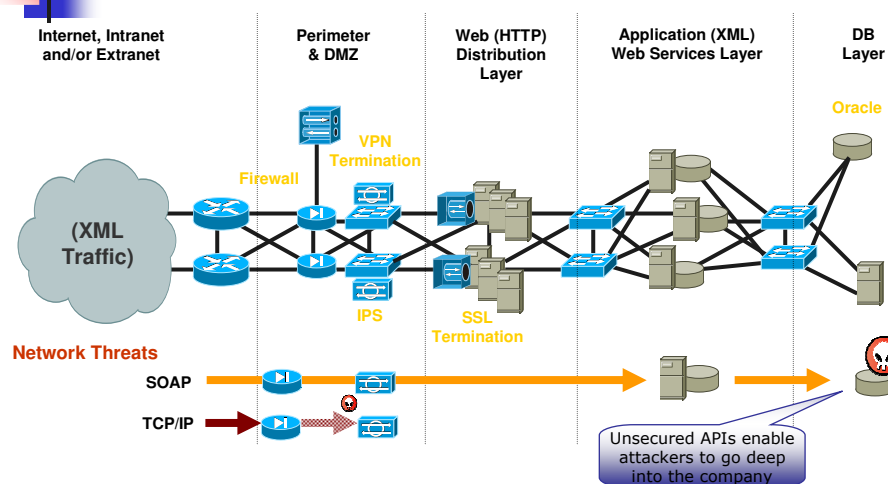 Internet, Intranet
and/or Extranet
Perimeter
& DMZ
Web (HTTP)
Distribution
Layer
Application (XML)
Web Services Layer
DB
Layer
Oracle
VPN
Termination
Firewall
(XML
Traffic)
IPS
SSL
Termination
Network Threats
SOAP
TCP/IP
Unsecured APIs enable
attackers to go deep
into the company